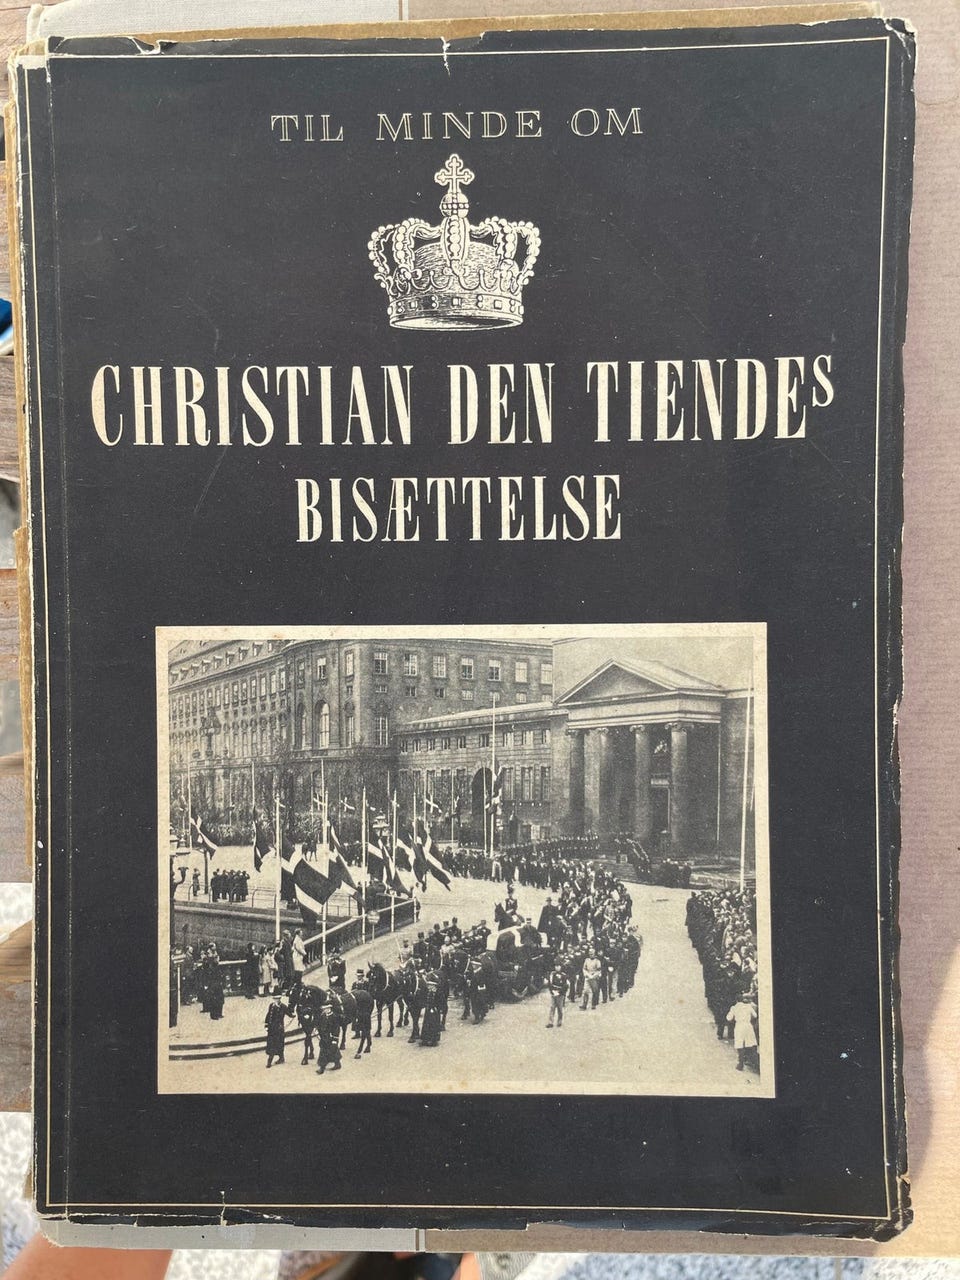 TIL MINDE OM
CHRISTIAN DEN TIENDES
BISÆTTELSE